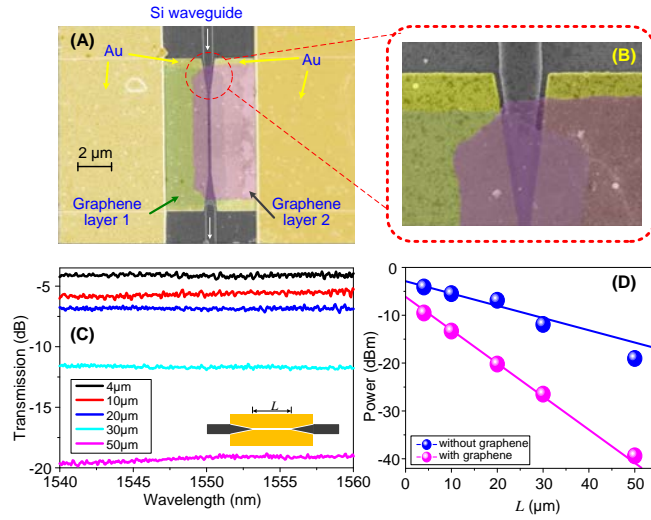 Si waveguide
(A)
Au
Au
2 µm
Graphene
layer 1
Graphene
layer 2
(B)
-5
-10
-15
-20
Transmission (dB)
(C)
4µm
10µm
20µm
30µm
50µm
L
1540
1545
1550
1555
1560
Wavelength (nm)
0
-10
-20
-30
-40
Power (dBm)
(D)
without graphene
with graphene
0
10
20
30
40
50
L (µm)